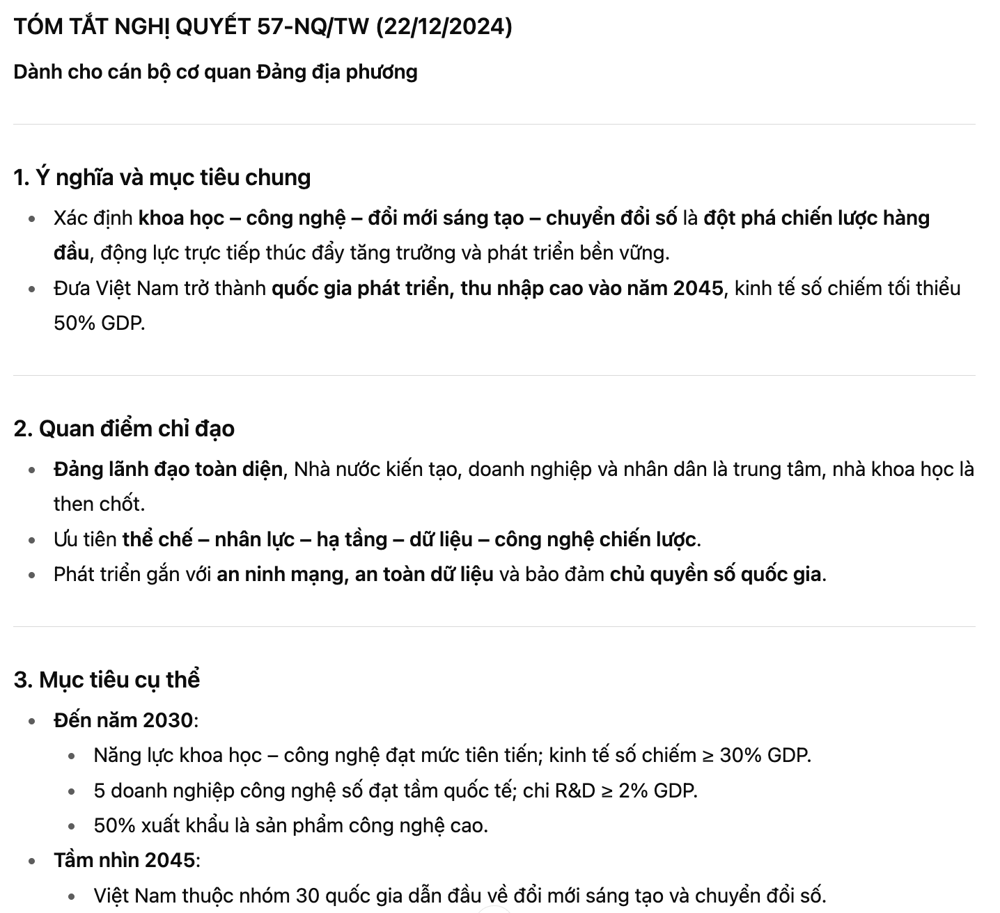 TÓM TẮT NGHỊ QUYẾT 57-NQ/TW (22/12/2024)
Dành cho cán bộ cơ quan Đảng địa phương
1. Ý nghĩa và mục tiêu chung
• Xác định khoa học – công nghệ – đổi mới sáng tạo – chuyển đổi số là đột phá chiến lược hàng
đầu, động lực trực tiếp thúc đẩy tăng trưởng và phát triển bền vững.
• Đưa Việt Nam trở thành quốc gia phát triển, thu nhập cao vào năm 2045, kinh tế số chiếm tối thiểu
50% GDP.
2. Quan điểm chỉ đạo
• Đảng lãnh đạo toàn diện, Nhà nước kiến tạo, doanh nghiệp và nhân dân là trung tâm, nhà khoa học là
then chốt.
• Ưu tiên thể chế – nhân lực – hạ tầng – dữ liệu – công nghệ chiến lược.
• Phát triển gắn với an ninh mạng, an toàn dữ liệu và bảo đảm chủ quyền số quốc gia.
3. Mục tiêu cụ thể
• Đến năm 2030:
• Năng lực khoa học – công nghệ đạt mức tiên tiến; kinh tế số chiếm ≥ 30% GDP.
• 5 doanh nghiệp công nghệ số đạt tầm quốc tế; chi R&D ≥ 2% GDP.
• 50% xuất khẩu là sản phẩm công nghệ cao.
• Tầm nhìn 2045:
• Việt Nam thuộc nhóm 30 quốc gia dẫn đầu về đổi mới sáng tạo và chuyển đổi số.